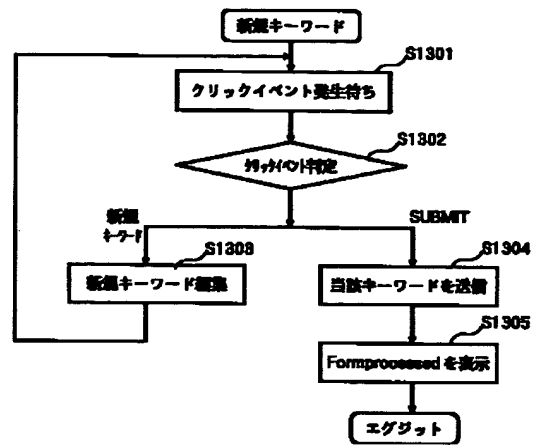 新規キーワード
S1301
クリックイベント発生待ち
S1302
クリックイベント判定
新規
キーワード
SUBMIT
S1303
新規キーワード編集
S1304
当該キーワードを送信
S1305
Formprocessedを表示
エグジット